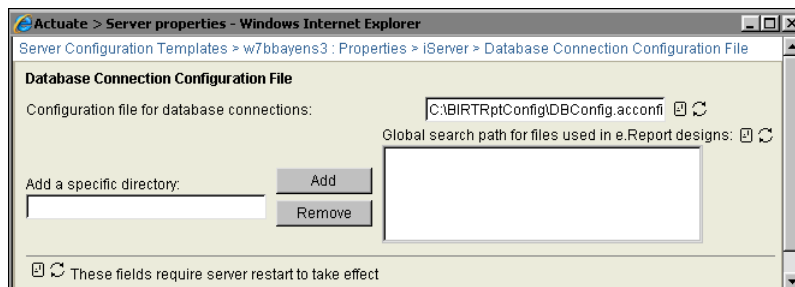 Actuate > Server properties - Windows Internet Explorer
Server Configuration Templates > w7bbayens3 : Properties > iServer > Database Connection Configuration File
Database Connection Configuration File
Configuration file for database connections: C:\BIRTRptConfig\DBConfig.acconfi
Global search path for files used in e.Report designs:
Add a specific directory:
Add
Remove
These fields require server restart to take effect